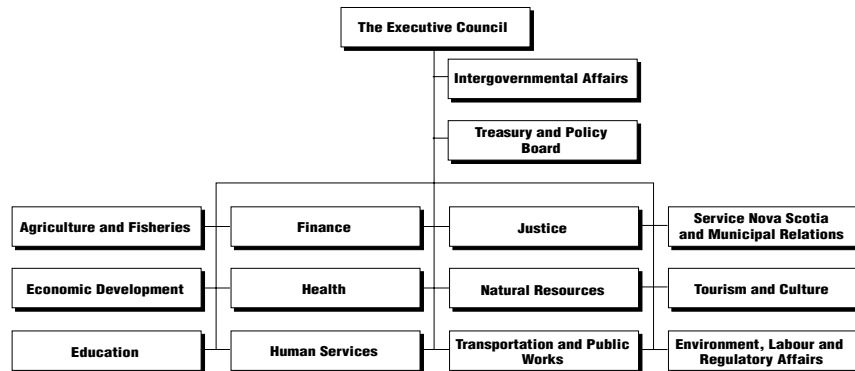 The Executive Council
Intergovernmental Affairs
Treasury and Policy
Board
Agriculture and Fisheries
Finance
Justice
Service Nova Scotia
and Municipal Relations
Economic Development
Health
Natural Resources
Tourism and Culture
Education
Human Services
Transportation and Public
Works
Environment, Labour and
Regulatory Affairs